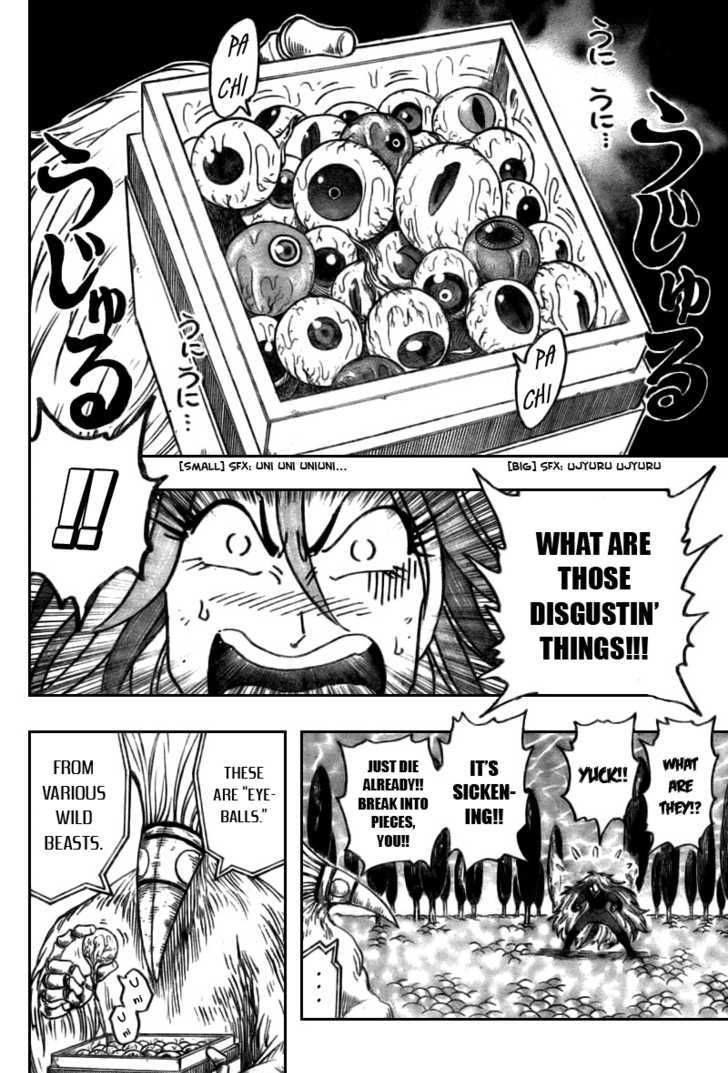 うに うに…
うじゅる
PA
CHI
うじゅる
うに うに…
PA
CHI
[SMALL] SFX: UNI UNI UNIUNI...
[BIG] SFX: UJYURU UJYURU
!!
WHAT ARE
THOSE
DISGUSTIN'
THINGS!!!
WHAT
ARE
THEY!?
YUCK!!
IT'S
SICKEN-
ING!!
JUST DIE
ALREADY!!
BREAK INTO
PIECES,
YOU!!
...
THESE
ARE "EYE-
BALLS."
FROM
VARIOUS
WILD
BEASTS.